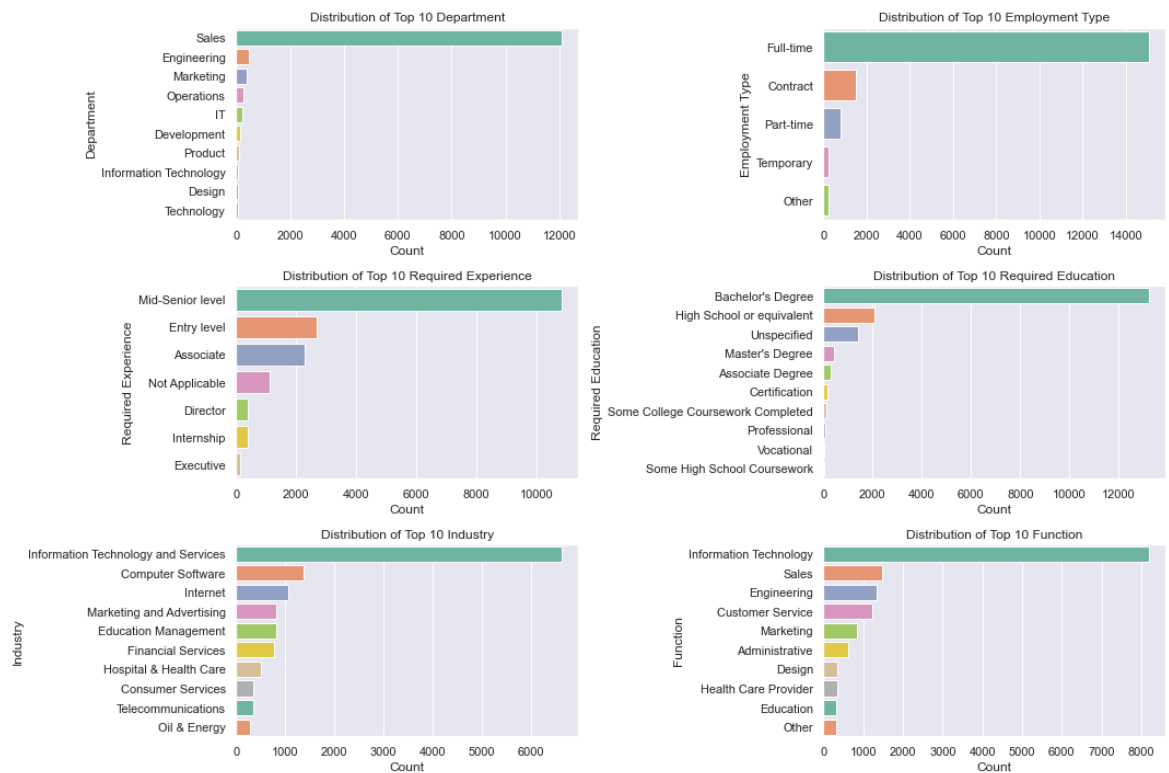 Distribution of Top 10 Department
Department
Sales
Engineering
Marketing
Operations
IT
Development
Product
Information Technology
Design
Technology
0 2000 4000 6000 8000 10000 12000
Count
Distribution of Top 10 Employment Type
Employment Type
Full-time
Contract
Part-time
Temporary
Other
0 2000 4000 6000 8000 10000 12000 14000
Count
Distribution of Top 10 Required Experience
Required Experience
Mid-Senior level
Entry level
Associate
Not Applicable
Director
Internship
Executive
0 2000 4000 6000 8000 10000
Count
Distribution of Top 10 Required Education
Required Education
Bachelor's Degree
High School or equivalent
Unspecified
Master's Degree
Associate Degree
Certification
Some College Coursework Completed
Professional
Vocational
Some High School Coursework
0 2000 4000 6000 8000 10000 12000
Count
Distribution of Top 10 Industry
Industry
Information Technology and Services
Computer Software
Internet
Marketing and Advertising
Education Management
Financial Services
Hospital & Health Care
Consumer Services
Telecommunications
Oil & Energy
0 1000 2000 3000 4000 5000 6000
Count
Distribution of Top 10 Function
Function
Information Technology
Sales
Engineering
Customer Service
Marketing
Administrative
Design
Health Care Provider
Education
Other
0 1000 2000 3000 4000 5000 6000 7000 8000
Count